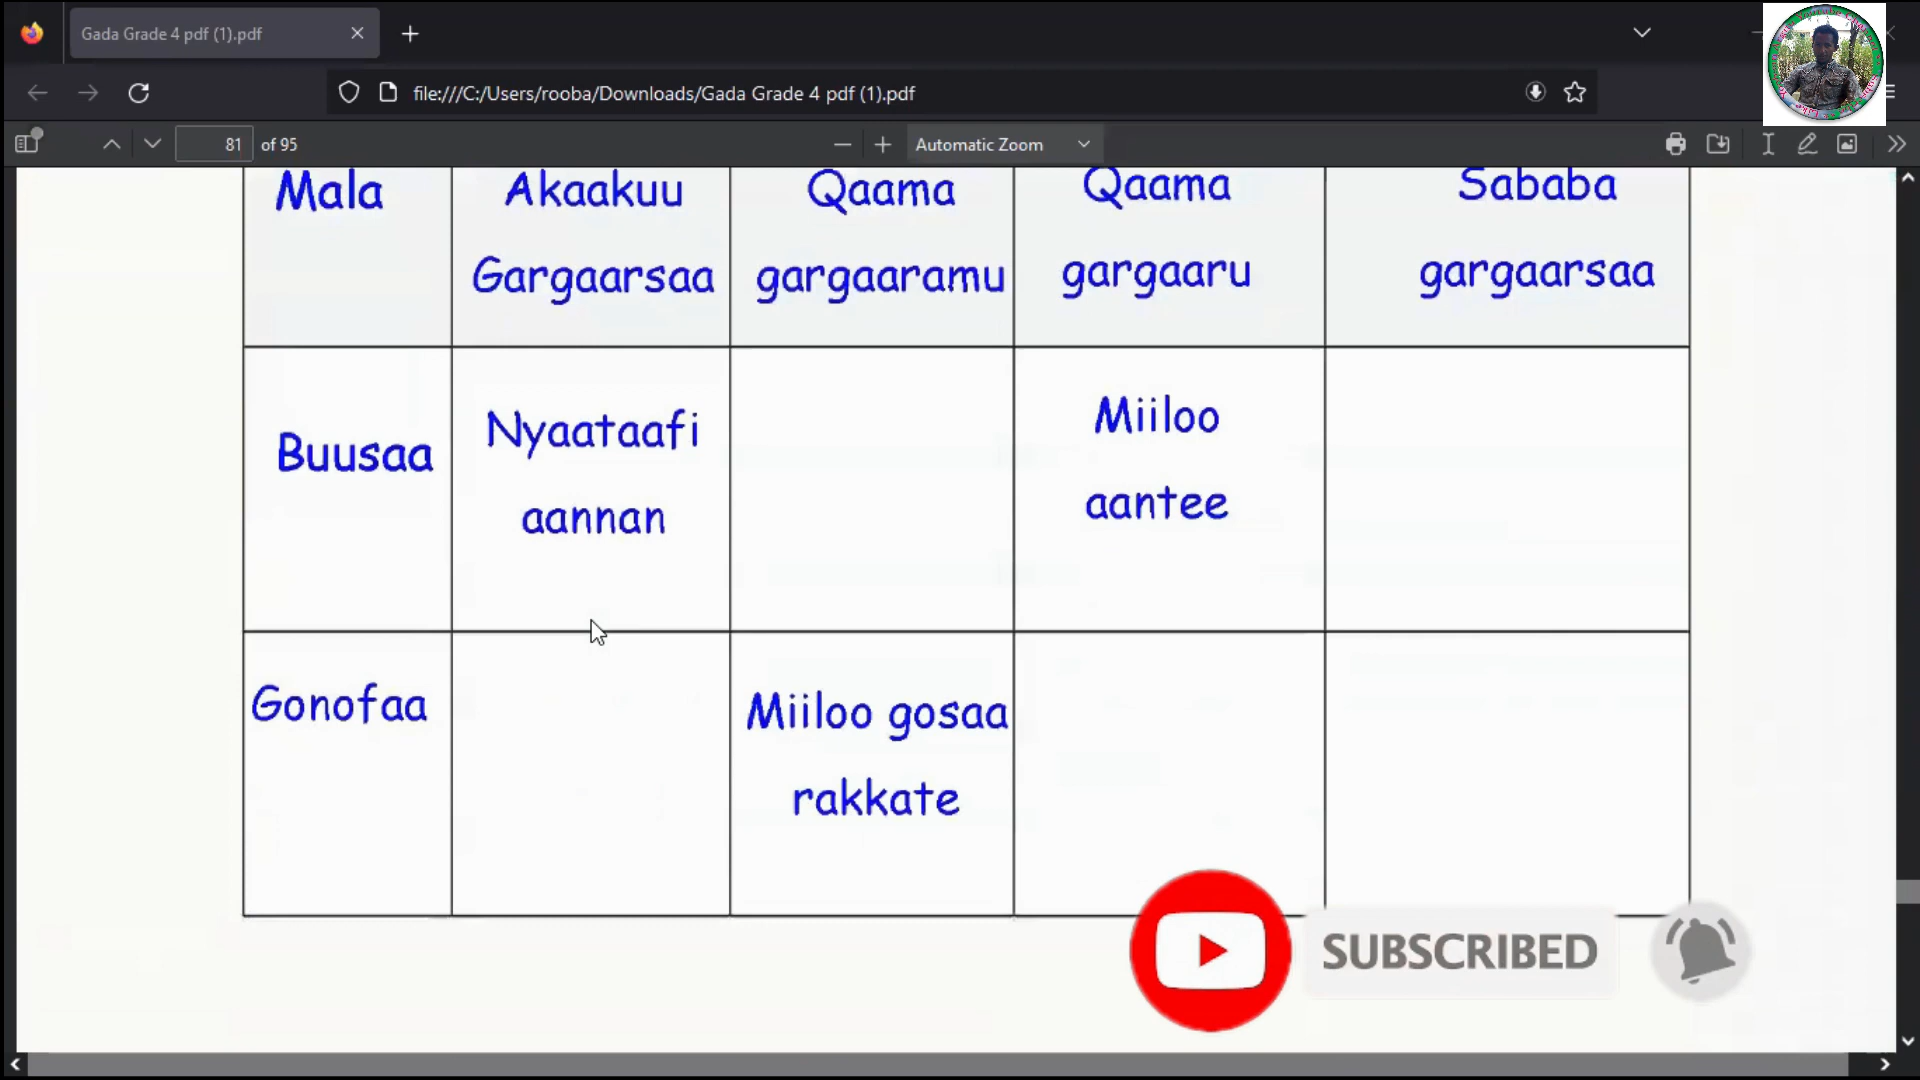 Gada Grade 4 pdf (1).pdf
file:///C:/Users/rooba/Downloads/Gada Grade 4 pdf (1).pdf
81 of 95
Automatic Zoom
Mala
Akaakuu
Gargaarsaa
Qaama
gargaaramu
Qaama
gargaaru
Sababa
gargaarsaa
Buusaa
Nyaataafi
aannan
Miiloo
aantee
Gonofaa
Miiloo gosaa
rakkate
SUBSCRIBED